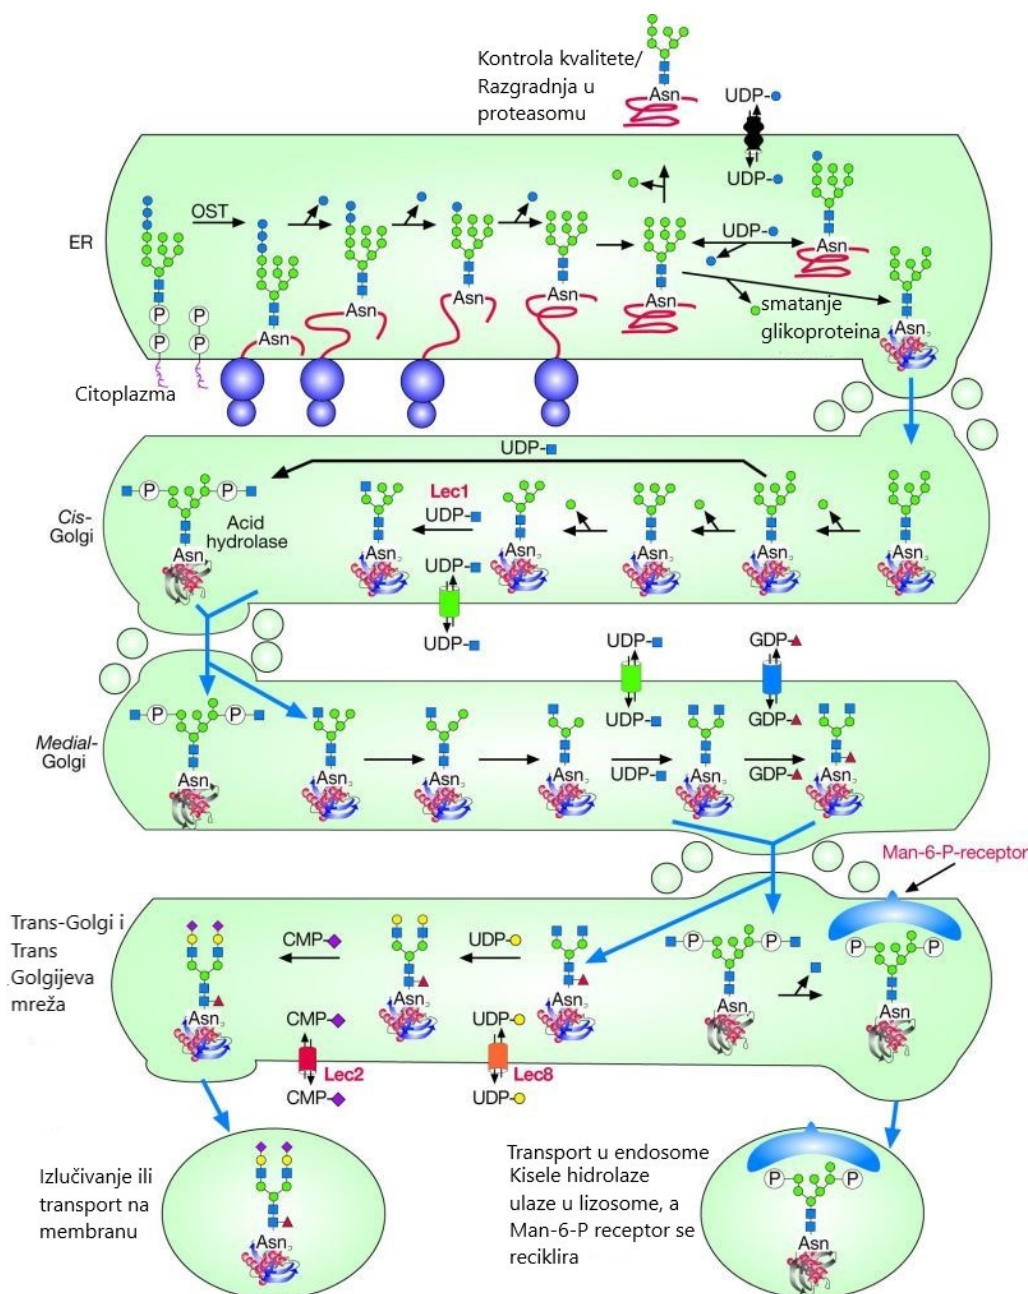 Kontrola kvalitete/
Razgradnja u
proteasomu
Asn
UDP-
UDP-
ER
OST
UDP-
Asn
Asn
Asn
Asn
Asn
Asn
Asn
smatanje
glikoproteina
P
P
P
P
Citoplazma
UDP-
Cis-
Golgi
P
P
Acid
hydrolase
Lec1
UDP-
Asn
Asn
Asn
Asn
Asn
Asn
UDP-
UDP-
UDP-
GDP-
UDP-
GDP-
Medial-
Golgi
P
P
UDP-
GDP-
Asn
Asn
Asn
Asn
Asn
Asn
Man-6-P-receptor
Trans-Golgi i
Trans
Golgijeva
mreža
CMP-
UDP-
P
P
P
P
Asn
Asn
Asn
Asn
Asn
CMP-
UDP-
Lec2
Lec8
CMP-
UDP-
Izlučivanje ili
transport na
membranu
Asn
Transport u endosome
Kisele hidrolaze
ulaze u lizosome, a
Man-6-P receptor se
reciklira
P
P
Asn